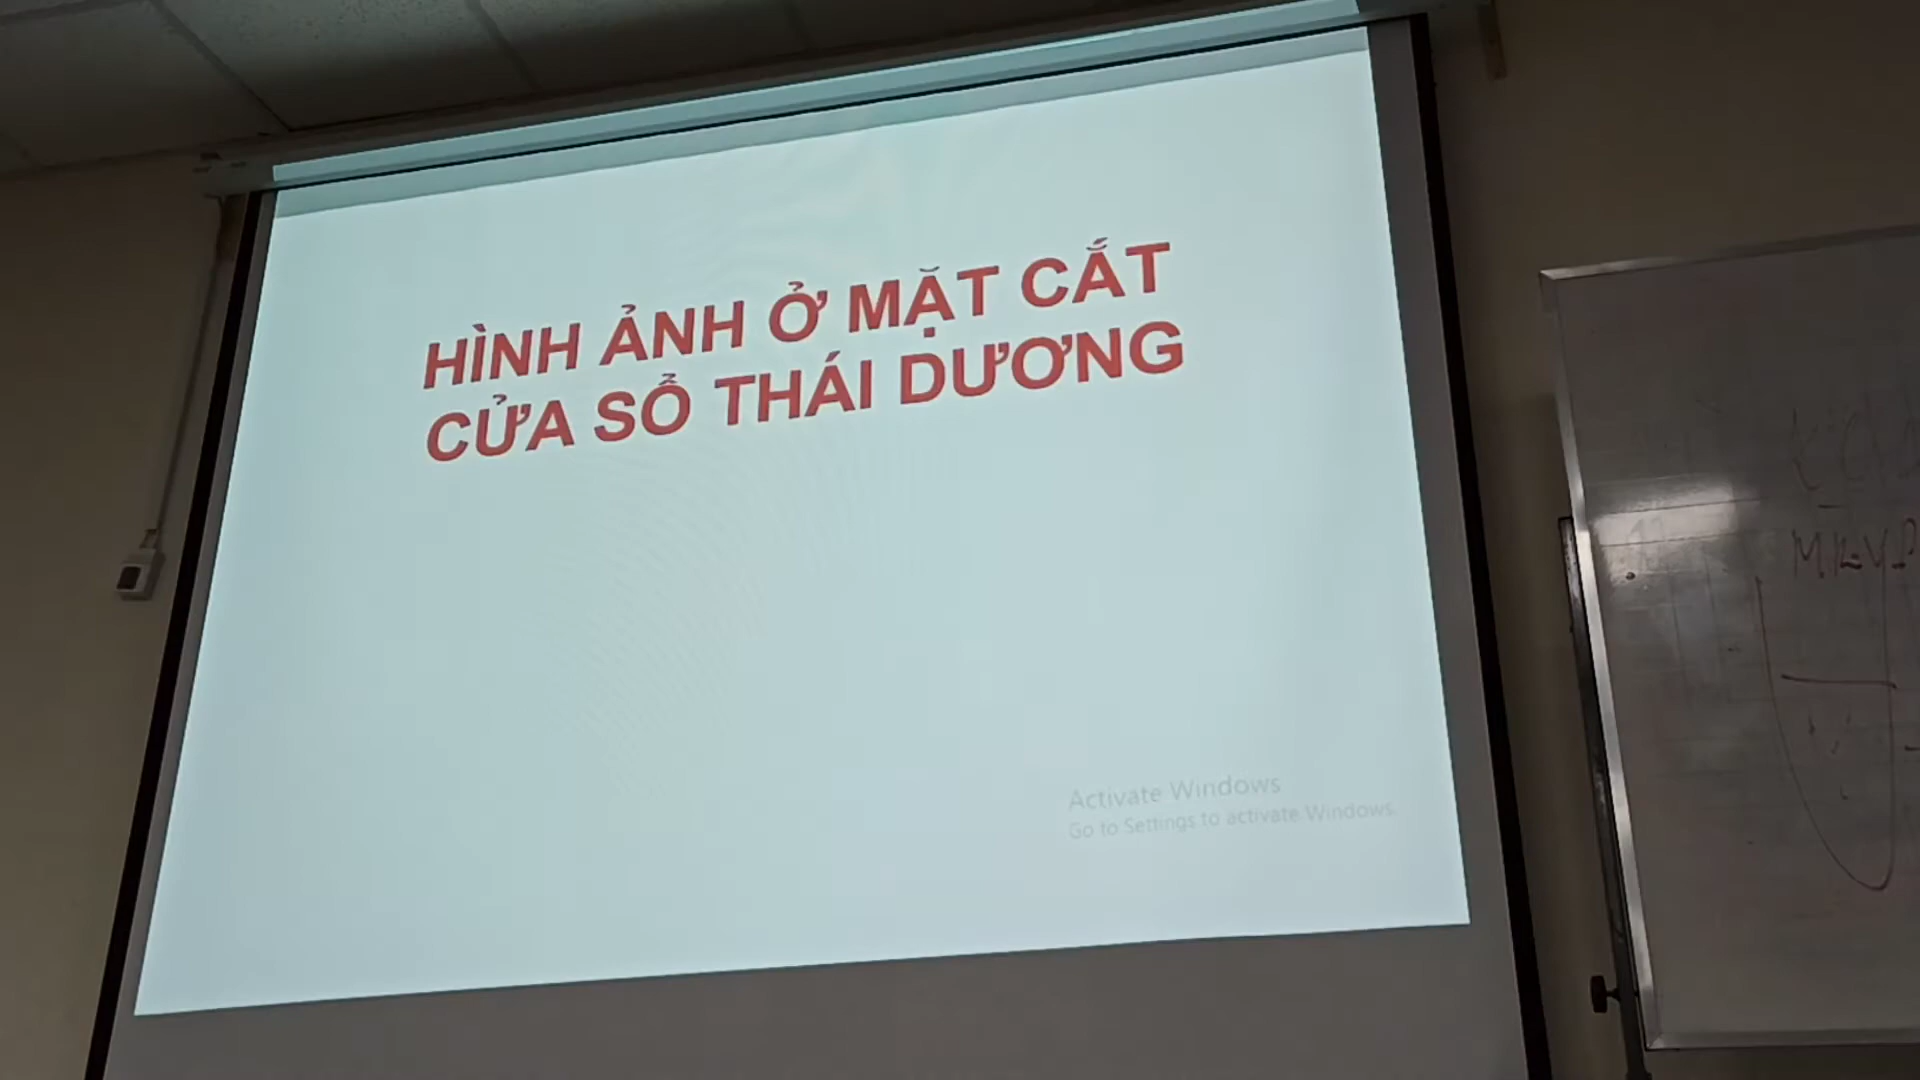 HÌNH ẢNH Ở MẶT CẮT
CỬA SỔ THÁI DƯƠNG
Activate Windows
Go to Settings to activate Windows.